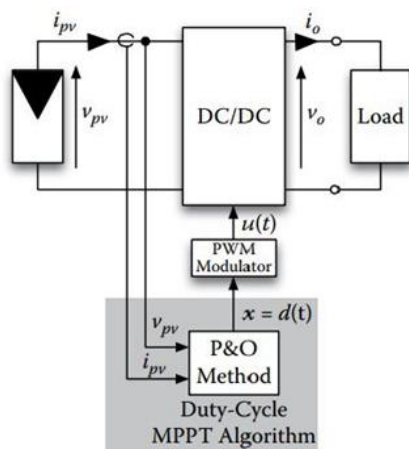 i_pv
i_o
v_pv
DC/DC
v_o
Load
u(t)
PWM
Modulator
x = d(t)
v_pv
i_pv
P&O
Method
Duty-Cycle
MPPT Algorithm